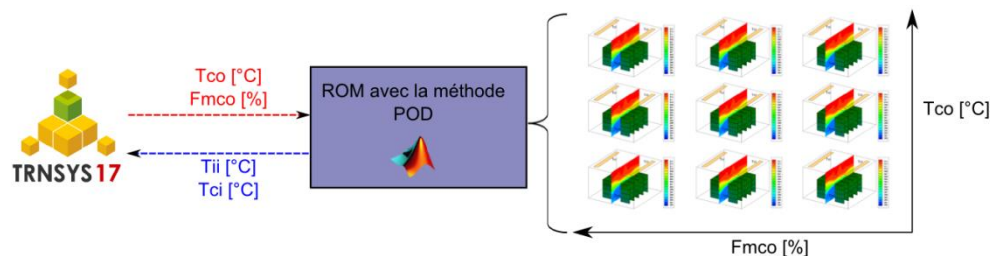 Tco [°C]
Fmco [%]
TRNSYS 17
Tii [°C]
Tci [°C]
ROM avec la méthode
POD
Tco [°C]
Fmco [%]